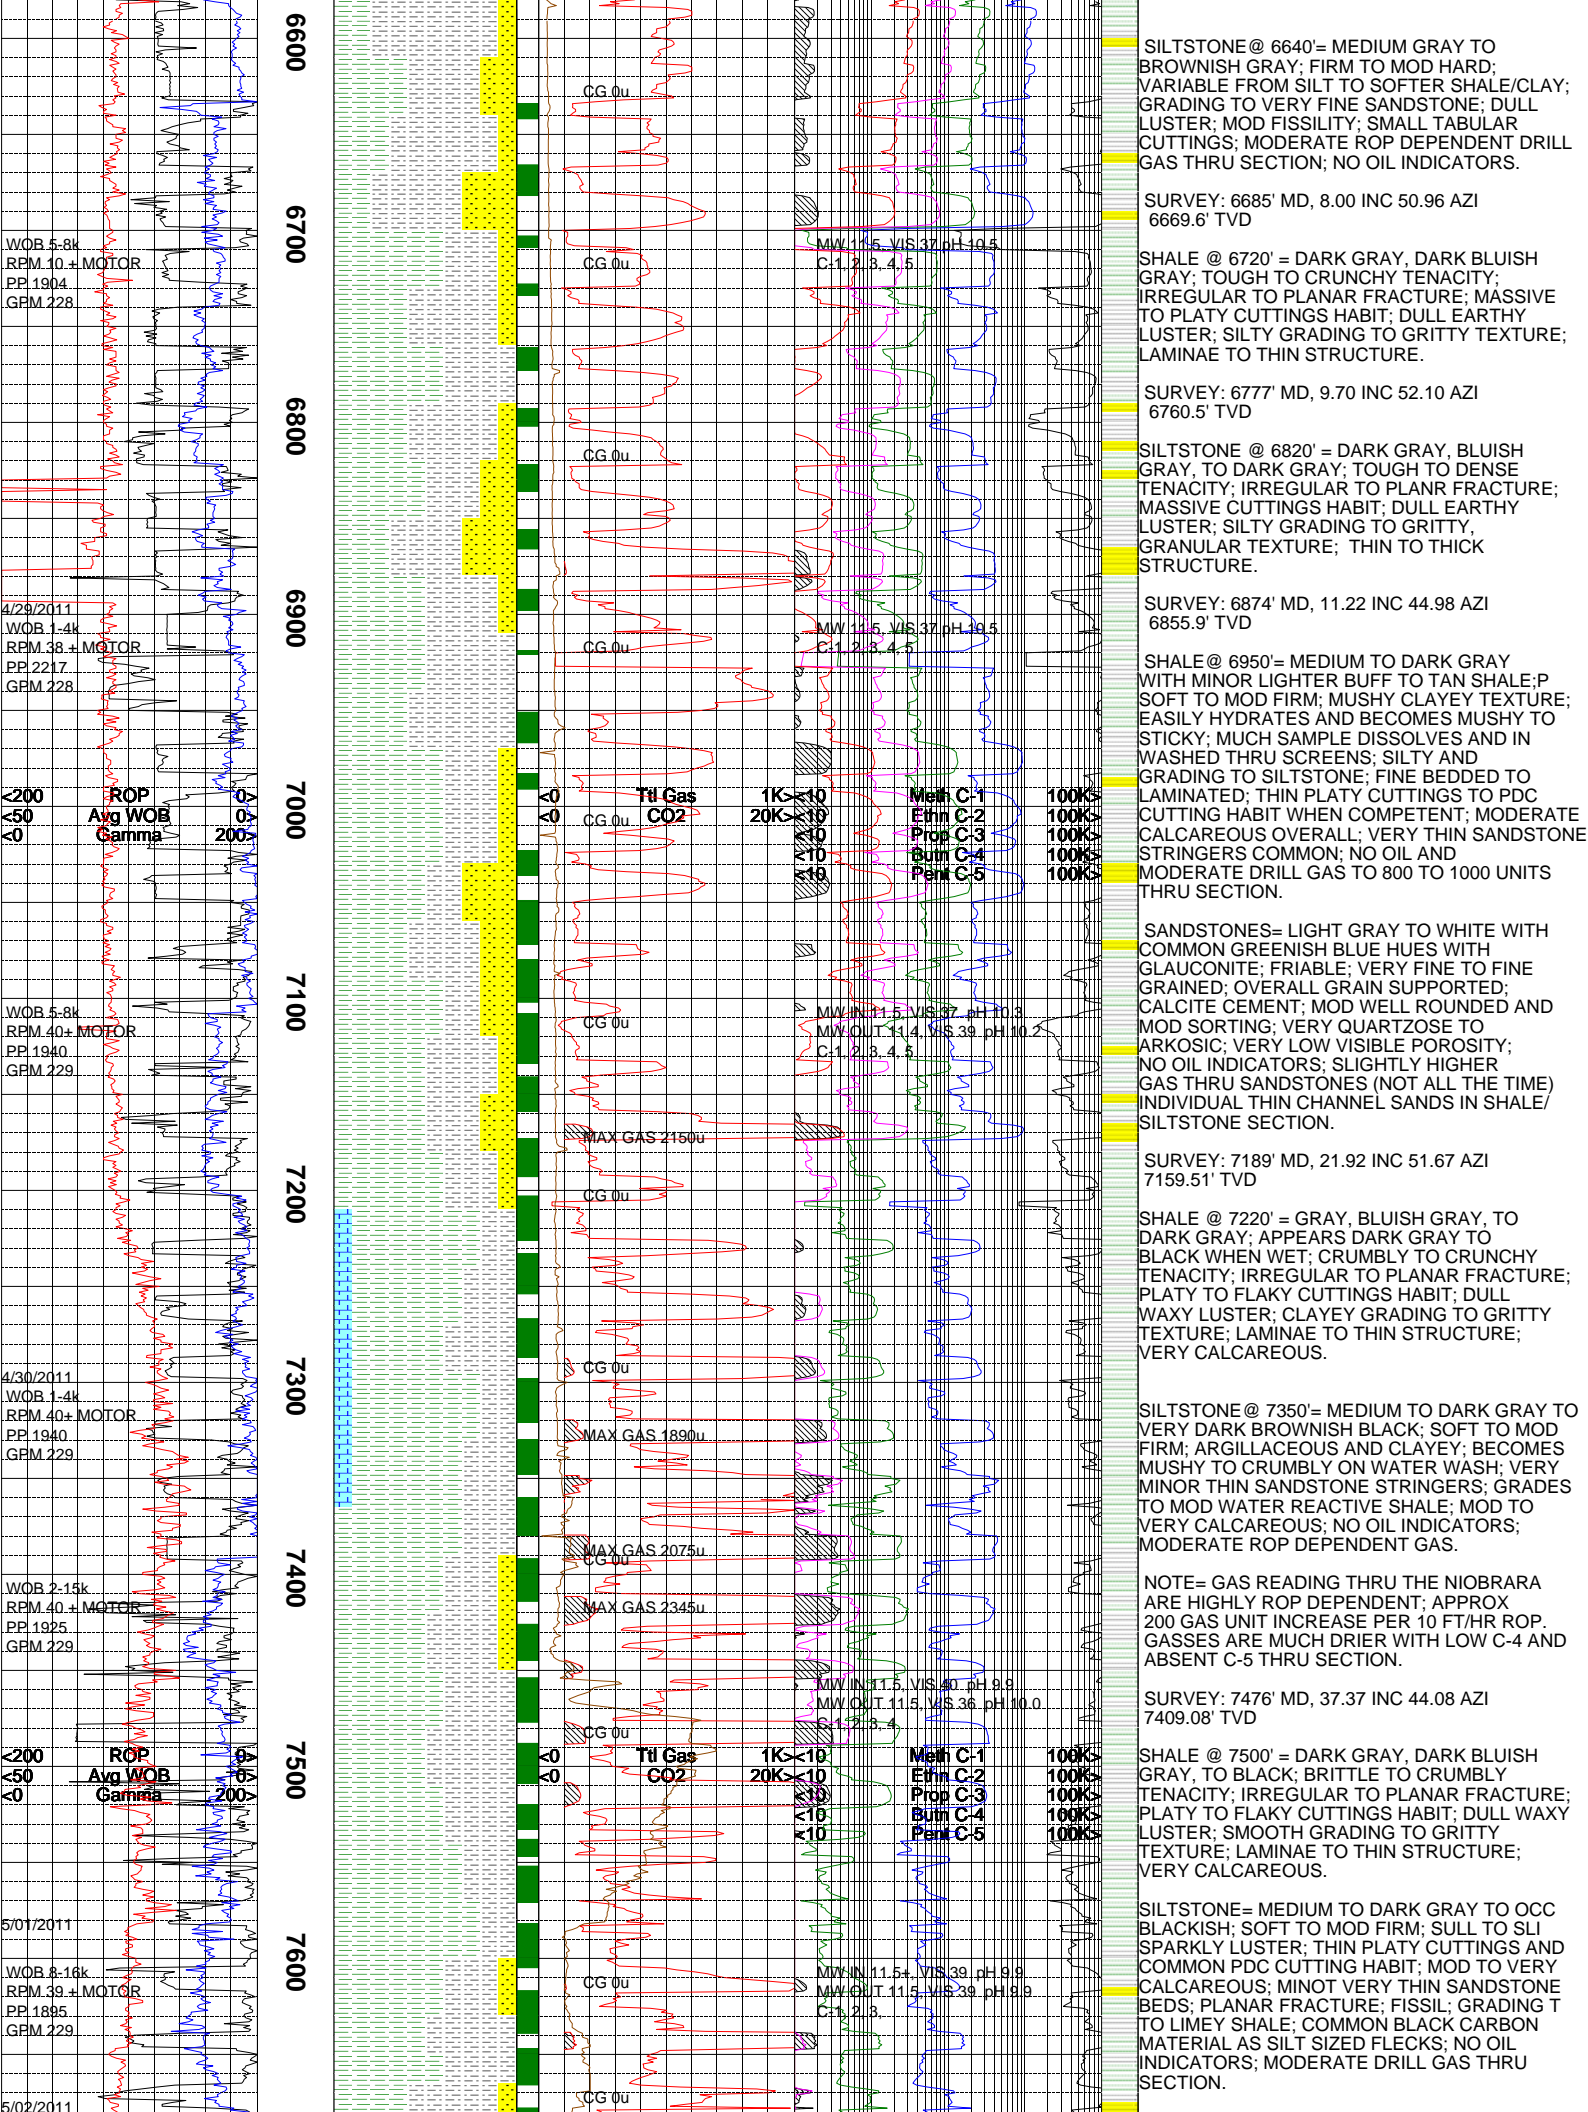 6600
CG 0u
SILTSTONE@ 6640'= MEDIUM GRAY TO
BROWNISH GRAY; FIRM TO MOD HARD;
VARIABLE FROM SILT TO SOFTER SHALE/CLAY;
GRADING TO VERY FINE SANDSTONE; DULL
LUSTER; MOD FISSILITY; SMALL TABULAR
CUTTINGS; MODERATE ROP DEPENDENT DRILL
GAS THRU SECTION; NO OIL INDICATORS.
SURVEY: 6685' MD, 8.00 INC 50.96 AZI
6669.6' TVD
6700
WOB 5-8k
RPM 10 + MOTOR
PP 1904
GPM 228
CG 0u
MW 11.5, VIS 37 pH 10.5
C-1, 2, 3, 4, 5
SHALE @ 6720' = DARK GRAY, DARK BLUISH
GRAY; TOUGH TO CRUNCHY TENACITY;
IRREGULAR TO PLANAR FRACTURE; MASSIVE
TO PLATY CUTTINGS HABIT; DULL EARTHY
LUSTER; SILTY GRADING TO GRITTY TEXTURE;
LAMINAE TO THIN STRUCTURE.
SURVEY: 6777' MD, 9.70 INC 52.10 AZI
6760.5' TVD
6800
CG 0u
SILTSTONE @ 6820' = DARK GRAY, BLUISH
GRAY, TO DARK GRAY; TOUGH TO DENSE
TENACITY; IRREGULAR TO PLANR FRACTURE;
MASSIVE CUTTINGS HABIT; DULL EARTHY
LUSTER; SILTY GRADING TO GRITTY,
GRANULAR TEXTURE; THIN TO THICK
STRUCTURE.
SURVEY: 6874' MD, 11.22 INC 44.98 AZI
6855.9' TVD
6900
4/29/2011
WOB 1-4k
RPM 38 + MOTOR
PP 2217
GPM 228
CG 0u
MW 11.5, VIS 37 pH 10.5
C-1, 2, 3, 4, 5
SHALE@ 6950'= MEDIUM TO DARK GRAY
WITH MINOR LIGHTER BUFF TO TAN SHALE;P
SOFT TO MOD FIRM; MUSHY CLAYEY TEXTURE;
EASILY HYDRATES AND BECOMES MUSHY TO
STICKY; MUCH SAMPLE DISSOLVES AND IN
WASHED THRU SCREENS; SILTY AND
GRADING TO SILTSTONE; FINE BEDDED TO
LAMINATED; THIN PLATY CUTTINGS TO PDC
CUTTING HABIT WHEN COMPETENT; MODERATE
CALCAREOUS OVERALL; VERY THIN SANDSTONE
STRINGERS COMMON; NO OIL AND
MODERATE DRILL GAS TO 800 TO 1000 UNITS
THRU SECTION.
7000
<200 ROP 0>
<50 Avg WOB 0>
<0 Gamma 200>
<0 Ttl Gas 1K>
<0 CO2 20K>
CG 0u
<10 Meth C-1 100K>
<10 Ethn C-2 100K>
<10 Prop C-3 100K>
<10 Butn C-4 100K>
<10 Pent C-5 100K>
SANDSTONES= LIGHT GRAY TO WHITE WITH
COMMON GREENISH BLUE HUES WITH
GLAUCONITE; FRIABLE; VERY FINE TO FINE
GRAINED; OVERALL GRAIN SUPPORTED;
CALCITE CEMENT; MOD WELL ROUNDED AND
MOD SORTING; VERY QUARTZOSE TO
ARKOSIC; VERY LOW VISIBLE POROSITY;
NO OIL INDICATORS; SLIGHTLY HIGHER
GAS THRU SANDSTONES (NOT ALL THE TIME)
INDIVIDUAL THIN CHANNEL SANDS IN SHALE/
SILTSTONE SECTION.
7100
WOB 5-8k
RPM 40+ MOTOR
PP 1940
GPM 229
CG 0u
MW IN 11.5, VIS 37, pH 10.3
MW OUT 11.4, VIS 39, pH 10.2
C-1, 2, 3, 4, 5
MAX GAS 2150u
SURVEY: 7189' MD, 21.92 INC 51.67 AZI
7159.51' TVD
7200
CG 0u
SHALE @ 7220' = GRAY, BLUISH GRAY, TO
DARK GRAY; APPEARS DARK GRAY TO
BLACK WHEN WET; CRUMBLY TO CRUNCHY
TENACITY; IRREGULAR TO PLANAR FRACTURE;
PLATY TO FLAKY CUTTINGS HABIT; DULL
WAXY LUSTER; CLAYEY GRADING TO GRITTY
TEXTURE; LAMINAE TO THIN STRUCTURE;
VERY CALCAREOUS.
7300
4/30/2011
WOB 1-4k
RPM 40+ MOTOR
PP 1940
GPM 229
CG 0u
MAX GAS 1890u
SILTSTONE@ 7350'= MEDIUM TO DARK GRAY TO
VERY DARK BROWNISH BLACK; SOFT TO MOD
FIRM; ARGILLACEOUS AND CLAYEY; BECOMES
MUSHY TO CRUMBLY ON WATER WASH; VERY
MINOR THIN SANDSTONE STRINGERS; GRADES
TO MOD WATER REACTIVE SHALE; MOD TO
VERY CALCAREOUS; NO OIL INDICATORS;
MODERATE ROP DEPENDENT GAS.
MAX GAS 2075u
CG 0u
7400
WOB 2-15k
RPM 40 + MOTOR
PP 1925
GPM 229
MAX GAS 2345u
NOTE= GAS READING THRU THE NIOBRARA
ARE HIGHLY ROP DEPENDENT; APPROX
200 GAS UNIT INCREASE PER 10 FT/HR ROP.
GASSES ARE MUCH DRIER WITH LOW C-4 AND
ABSENT C-5 THRU SECTION.
MW IN 11.5, VIS 40, pH 9.9
MW OUT 11.5, VIS 36, pH 10.0
C-1, 2, 3, 4
CG 0u
SURVEY: 7476' MD, 37.37 INC 44.08 AZI
7409.08' TVD
7500
<200 ROP 0>
<50 Avg WOB 0>
<0 Gamma 200>
<0 Ttl Gas 1K>
<0 CO2 20K>
<10 Meth C-1 100K>
<10 Ethn C-2 100K>
<10 Prop C-3 100K>
<10 Butn C-4 100K>
<10 Pent C-5 100K>
SHALE @ 7500' = DARK GRAY, DARK BLUISH
GRAY, TO BLACK; BRITTLE TO CRUMBLY
TENACITY; IRREGULAR TO PLANAR FRACTURE;
PLATY TO FLAKY CUTTINGS HABIT; DULL WAXY
LUSTER; SMOOTH GRADING TO GRITTY
TEXTURE; LAMINAE TO THIN STRUCTURE;
VERY CALCAREOUS.
5/01/2011
7600
WOB 8-16k
RPM 39 + MOTOR
PP 1895
GPM 229
CG 0u
MW IN 11.5+, VIS 39, pH 9.9
MW OUT 11.5, VIS 39, pH 9.9
C-1, 2, 3,
SILTSTONE= MEDIUM TO DARK GRAY TO OCC
BLACKISH; SOFT TO MOD FIRM; SULL TO SLI
SPARKLY LUSTER; THIN PLATY CUTTINGS AND
COMMON PDC CUTTING HABIT; MOD TO VERY
CALCAREOUS; MINOT VERY THIN SANDSTONE
BEDS; PLANAR FRACTURE; FISSIL; GRADING T
TO LIMEY SHALE; COMMON BLACK CARBON
MATERIAL AS SILT SIZED FLECKS; NO OIL
INDICATORS; MODERATE DRILL GAS THRU
SECTION.
CG 0u
5/02/2011